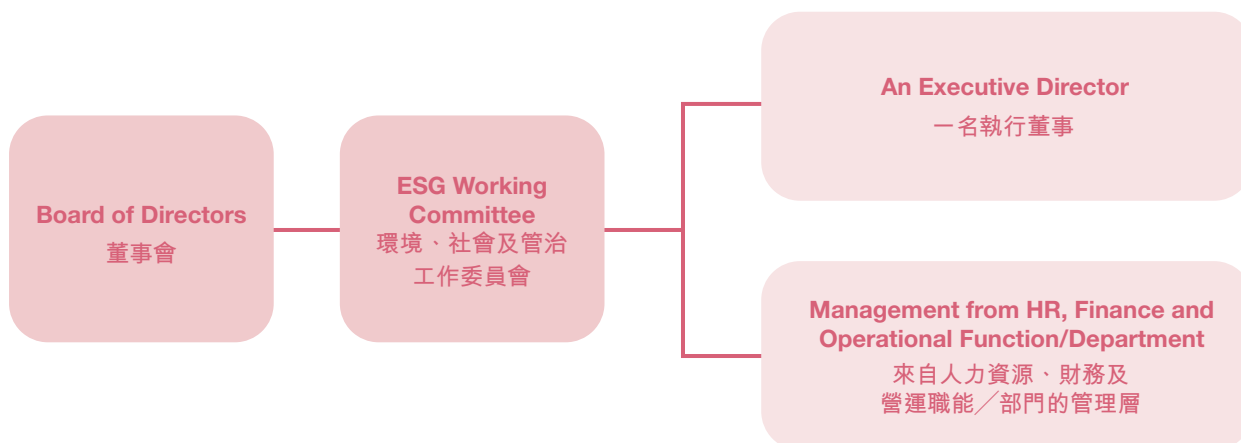 Board of Directors
董事會
ESG Working
Committee
環境、社會及管治
工作委員會
An Executive Director
一名執行董事
Management from HR, Finance and
Operational Function/Department
來自人力資源、財務及
營運職能╱部門的管理層